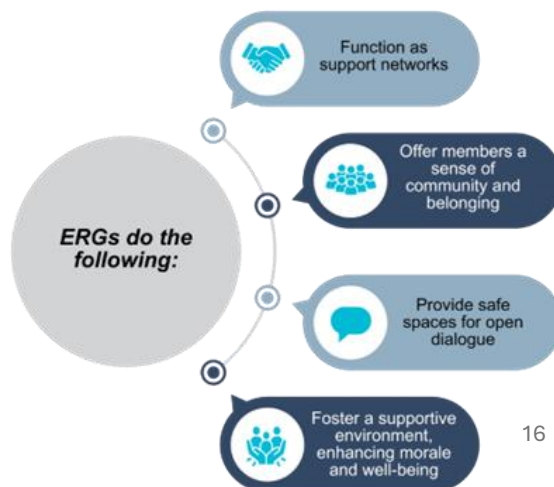 ERGs do the
following:
Function as
support networks
Offer members a
sense of
community and
belonging
Provide safe
spaces for open
dialogue
Foster a supportive
environment,
enhancing morale
and well-being
16